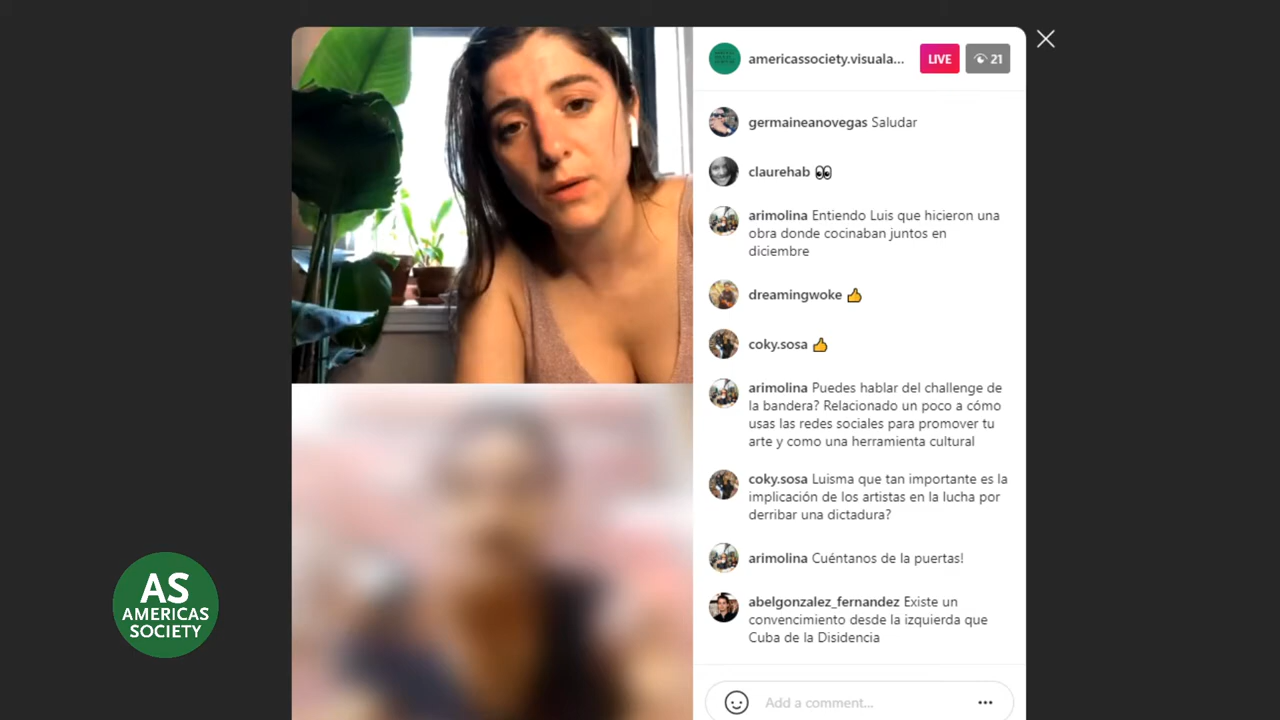 americassociety.visuala...
LIVE
21
germaineanovegas Saludar
claurehab 👀
arimolina Entiendo Luis que hicieron una
obra donde cocinaban juntos en
diciembre
dreamingwoke 👍
coky.sosa 👍
arimolina Puedes hablar del challenge de
la bandera? Relacionado un poco a cómo
usas las redes sociales para promover tu
arte y como una herramienta cultural
coky.sosa Luisma que tan importante es la
implicación de los artistas en la lucha por
derribar una dictadura?
arimolina Cuéntanos de la puertas!
abelgonzalez_fernandez Existe un
convencimiento desde la izquierda que
Cuba de la Disidencia
Add a comment...
AS
AMERICAS
SOCIETY